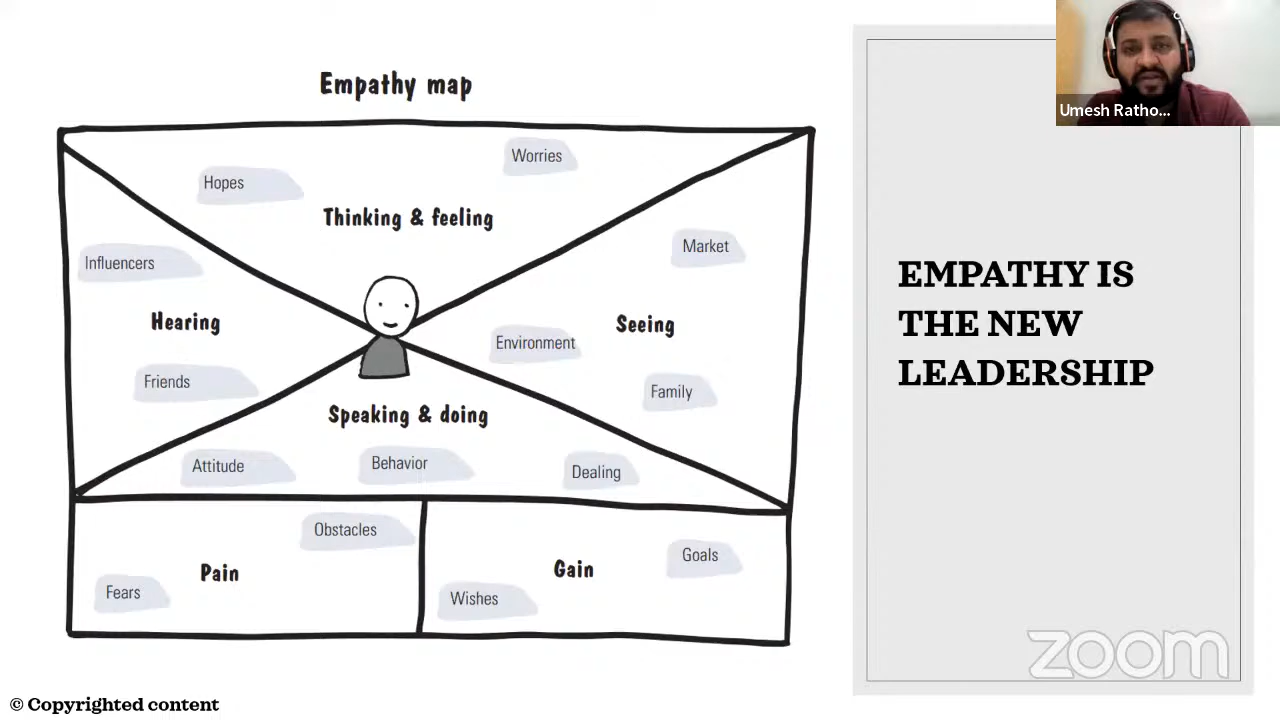 Empathy map
Worries
Hopes
Thinking & feeling
Influencers
Hearing
Friends
Market
Seeing
Environment
Family
Speaking & doing
Attitude
Behavior
Dealing
Obstacles
Pain
Fears
Goals
Gain
Wishes
EMPATHY IS
THE NEW
LEADERSHIP
Umesh Ratho...
zoom
© Copyrighted content